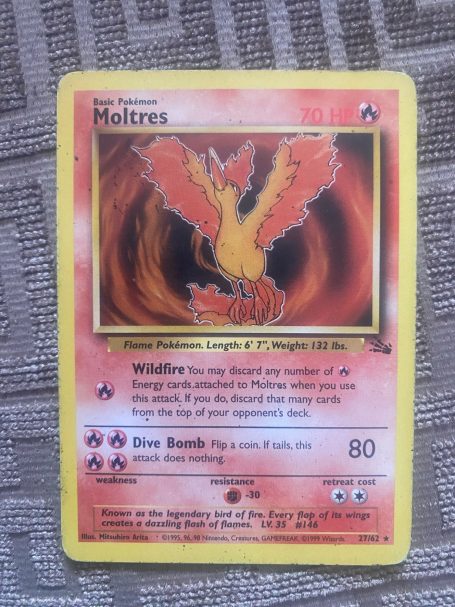 Basic Pokémon
Moltres 70 HP
Flame Pokémon. Length: 6' 7", Weight: 132 lbs.
Wildfire You may discard any number of
Energy cards attached to Moltres when you use
this attack. If you do, discard that many cards
from the top of your opponent's deck.
Dive Bomb Flip a coin. If tails, this
attack does nothing. 80
weakness resistance retreat cost
-30
Known as the legendary bird of fire. Every flap of its wings
creates a dazzling flash of flames. LV. 35 #146
Illus. Mitsuhiro Arita ©1995, 96, 98 Nintendo, Creatures, GAMEFREAK. ©1999 Wizards. 27/62 ★